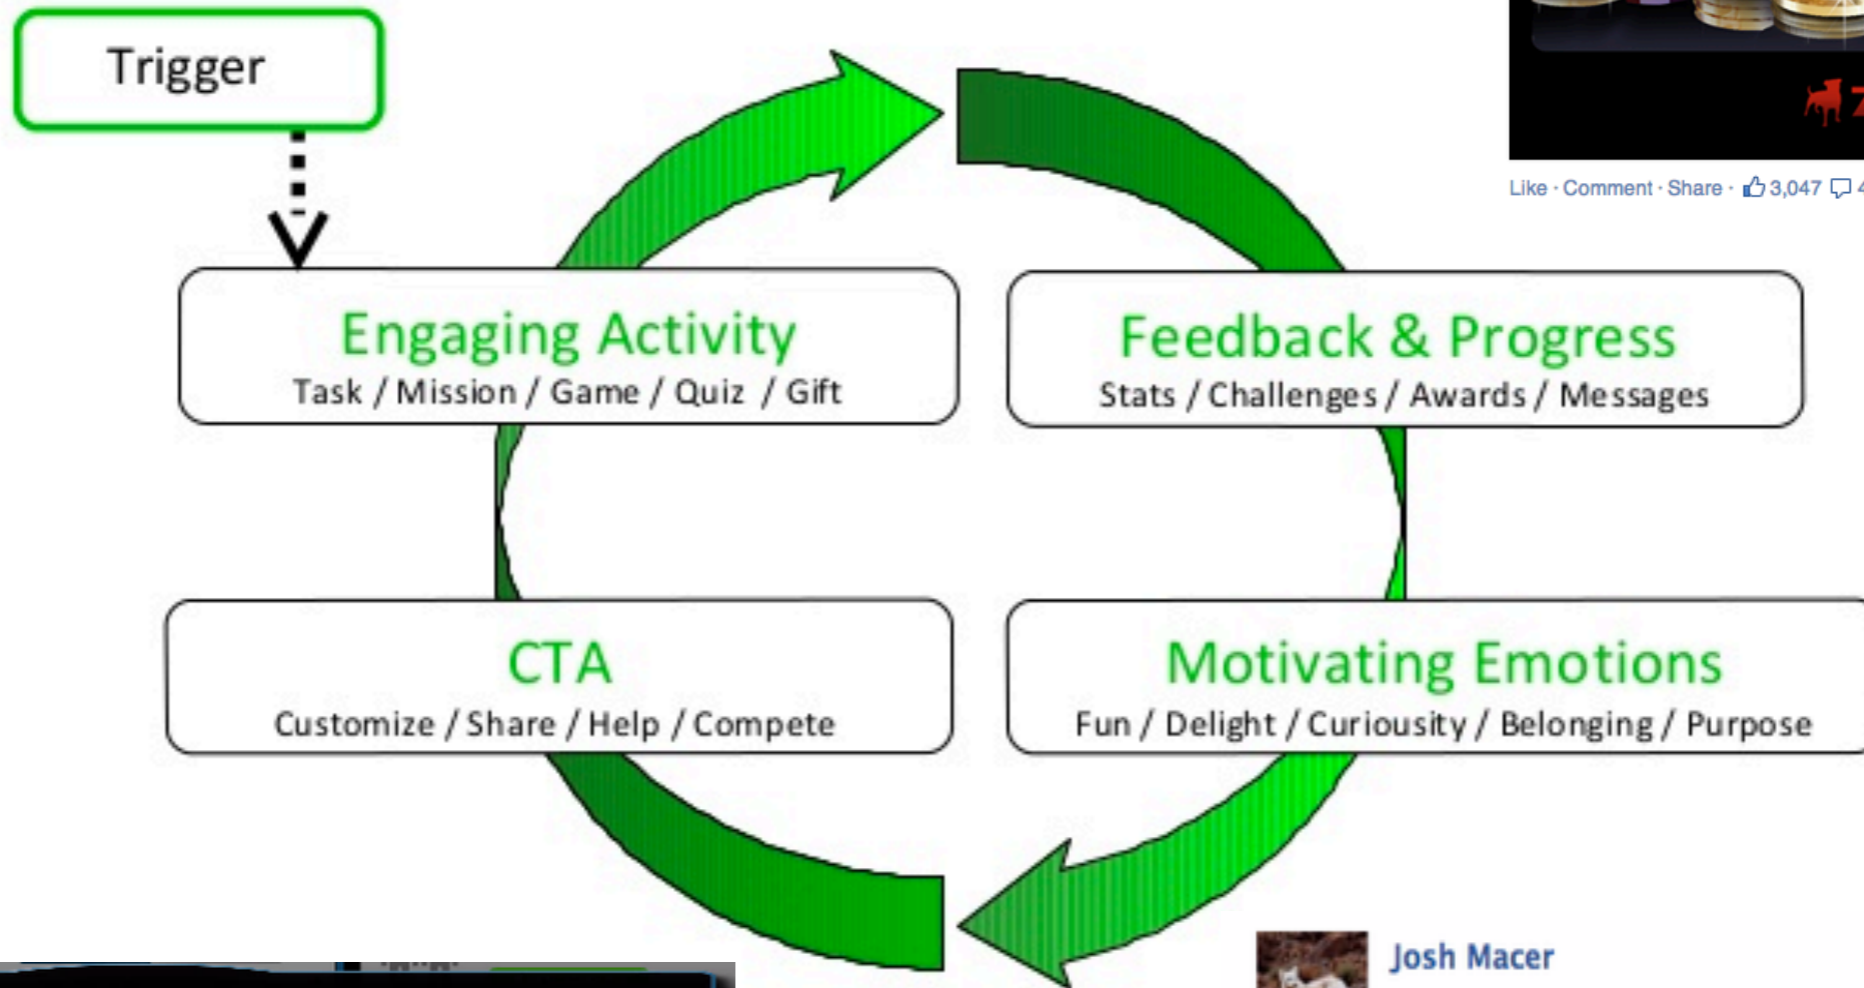 Trigger
Like · Comment · Share · 3,047
Engaging Activity
Task / Mission / Game / Quiz / Gift
Feedback & Progress
Stats / Challenges / Awards / Messages
CTA
Customize / Share / Help / Compete
Motivating Emotions
Fun / Delight / Curiousity / Belonging / Purpose
Josh Macer